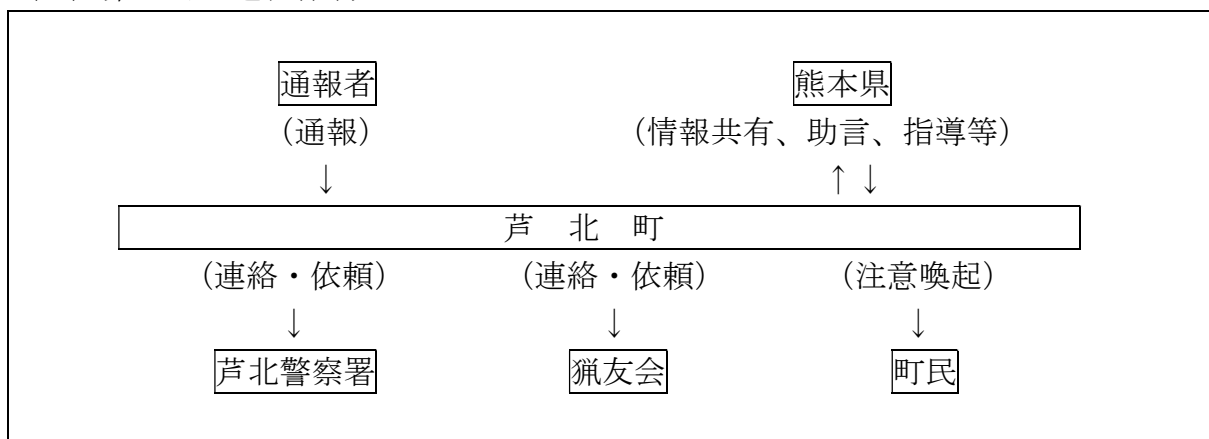 通報者 熊本県
（通報） （情報共有、助言、指導等）
↓ ↑ ↓
芦 北 町
（連絡・依頼） （連絡・依頼） （注意喚起）
↓ ↓ ↓
芦北警察署 猟友会 町民